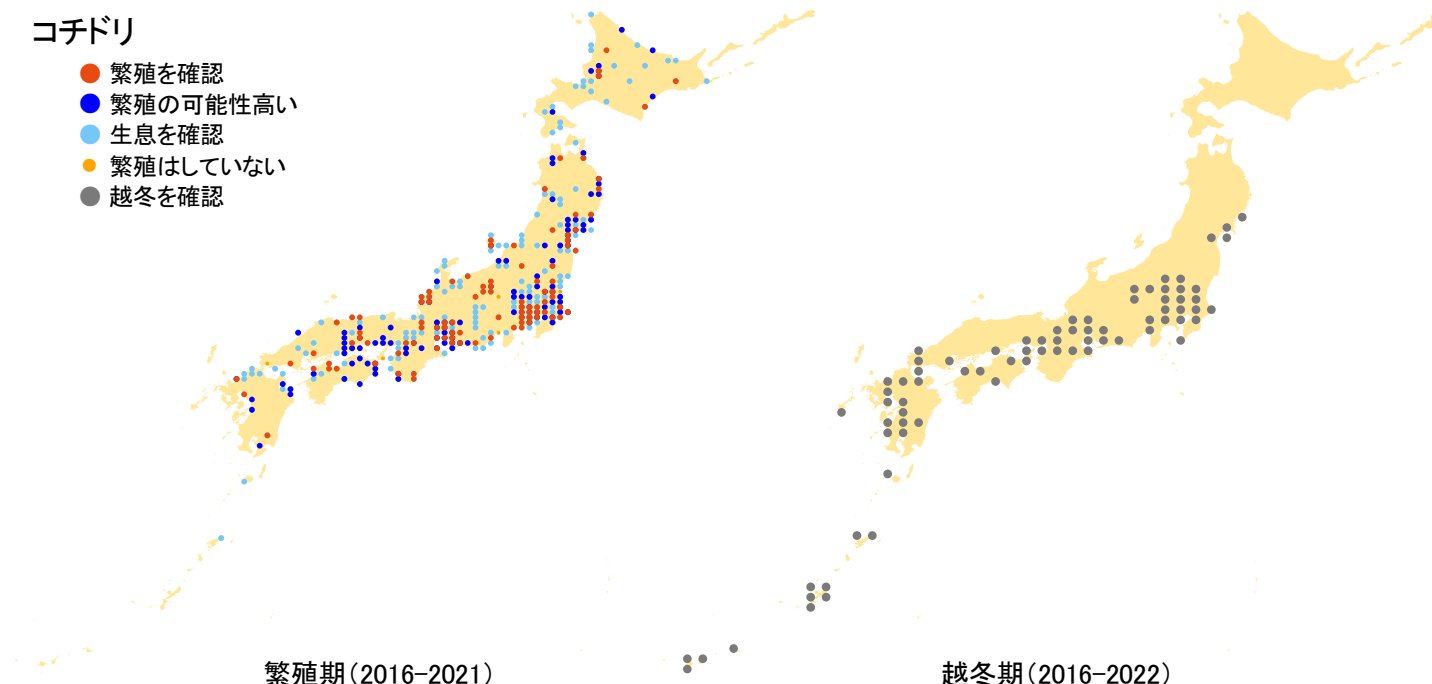 コチドリ
繁殖を確認
繁殖の可能性高い
生息を確認
繁殖はしていない
越冬を確認
繁殖期(2016-2021)
越冬期(2016-2022)